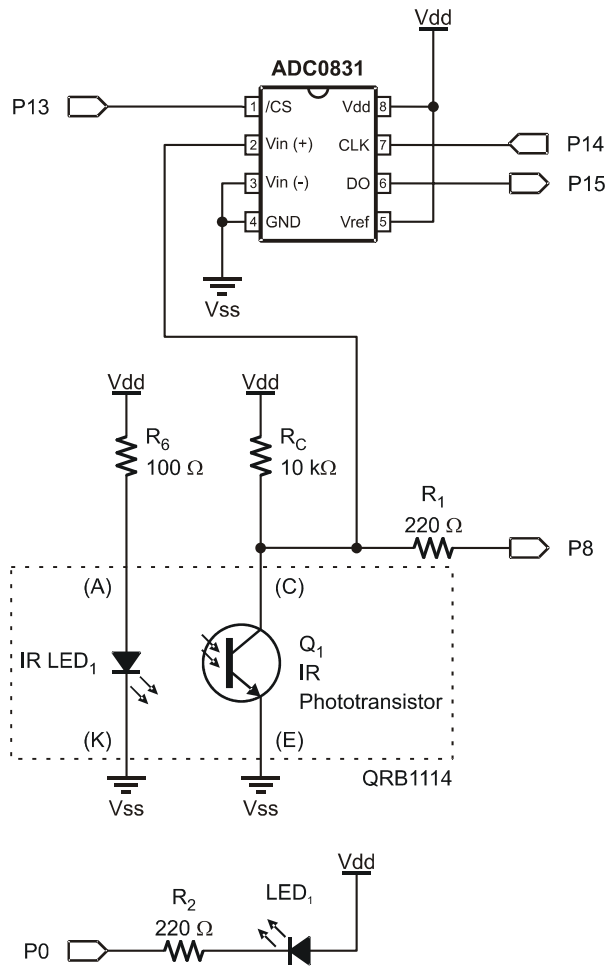 Vdd
ADC0831
P13
1 /CS Vdd 8
2 Vin (+) CLK 7
P14
3 Vin (-) DO 6
P15
4 GND Vref 5
Vss
Vdd
Vdd
R6
100 Ω
RC
10 kΩ
R1
220 Ω
P8
(A)
(C)
IR LED1
Q1
IR
Phototransistor
(K)
(E)
QRB1114
Vss
Vss
Vdd
R2
220 Ω
LED1
P0